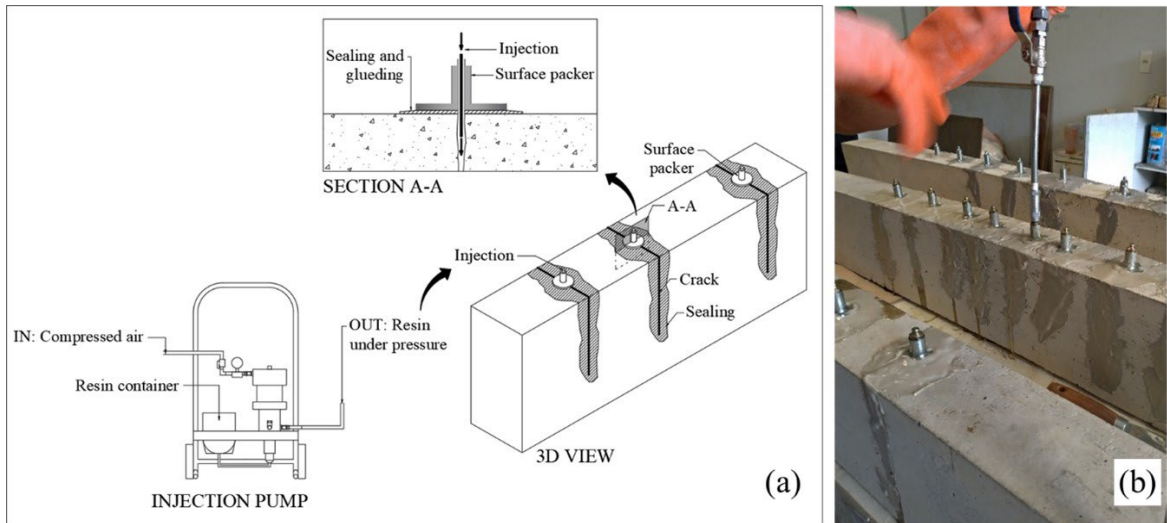 Sealing and
glueding
Injection
Surface packer
SECTION A-A
Surface
packer
A-A
Injection
Crack
Sealing
OUT: Resin
under pressure
IN: Compressed air
Resin container
3D VIEW
INJECTION PUMP
(a)
(b)